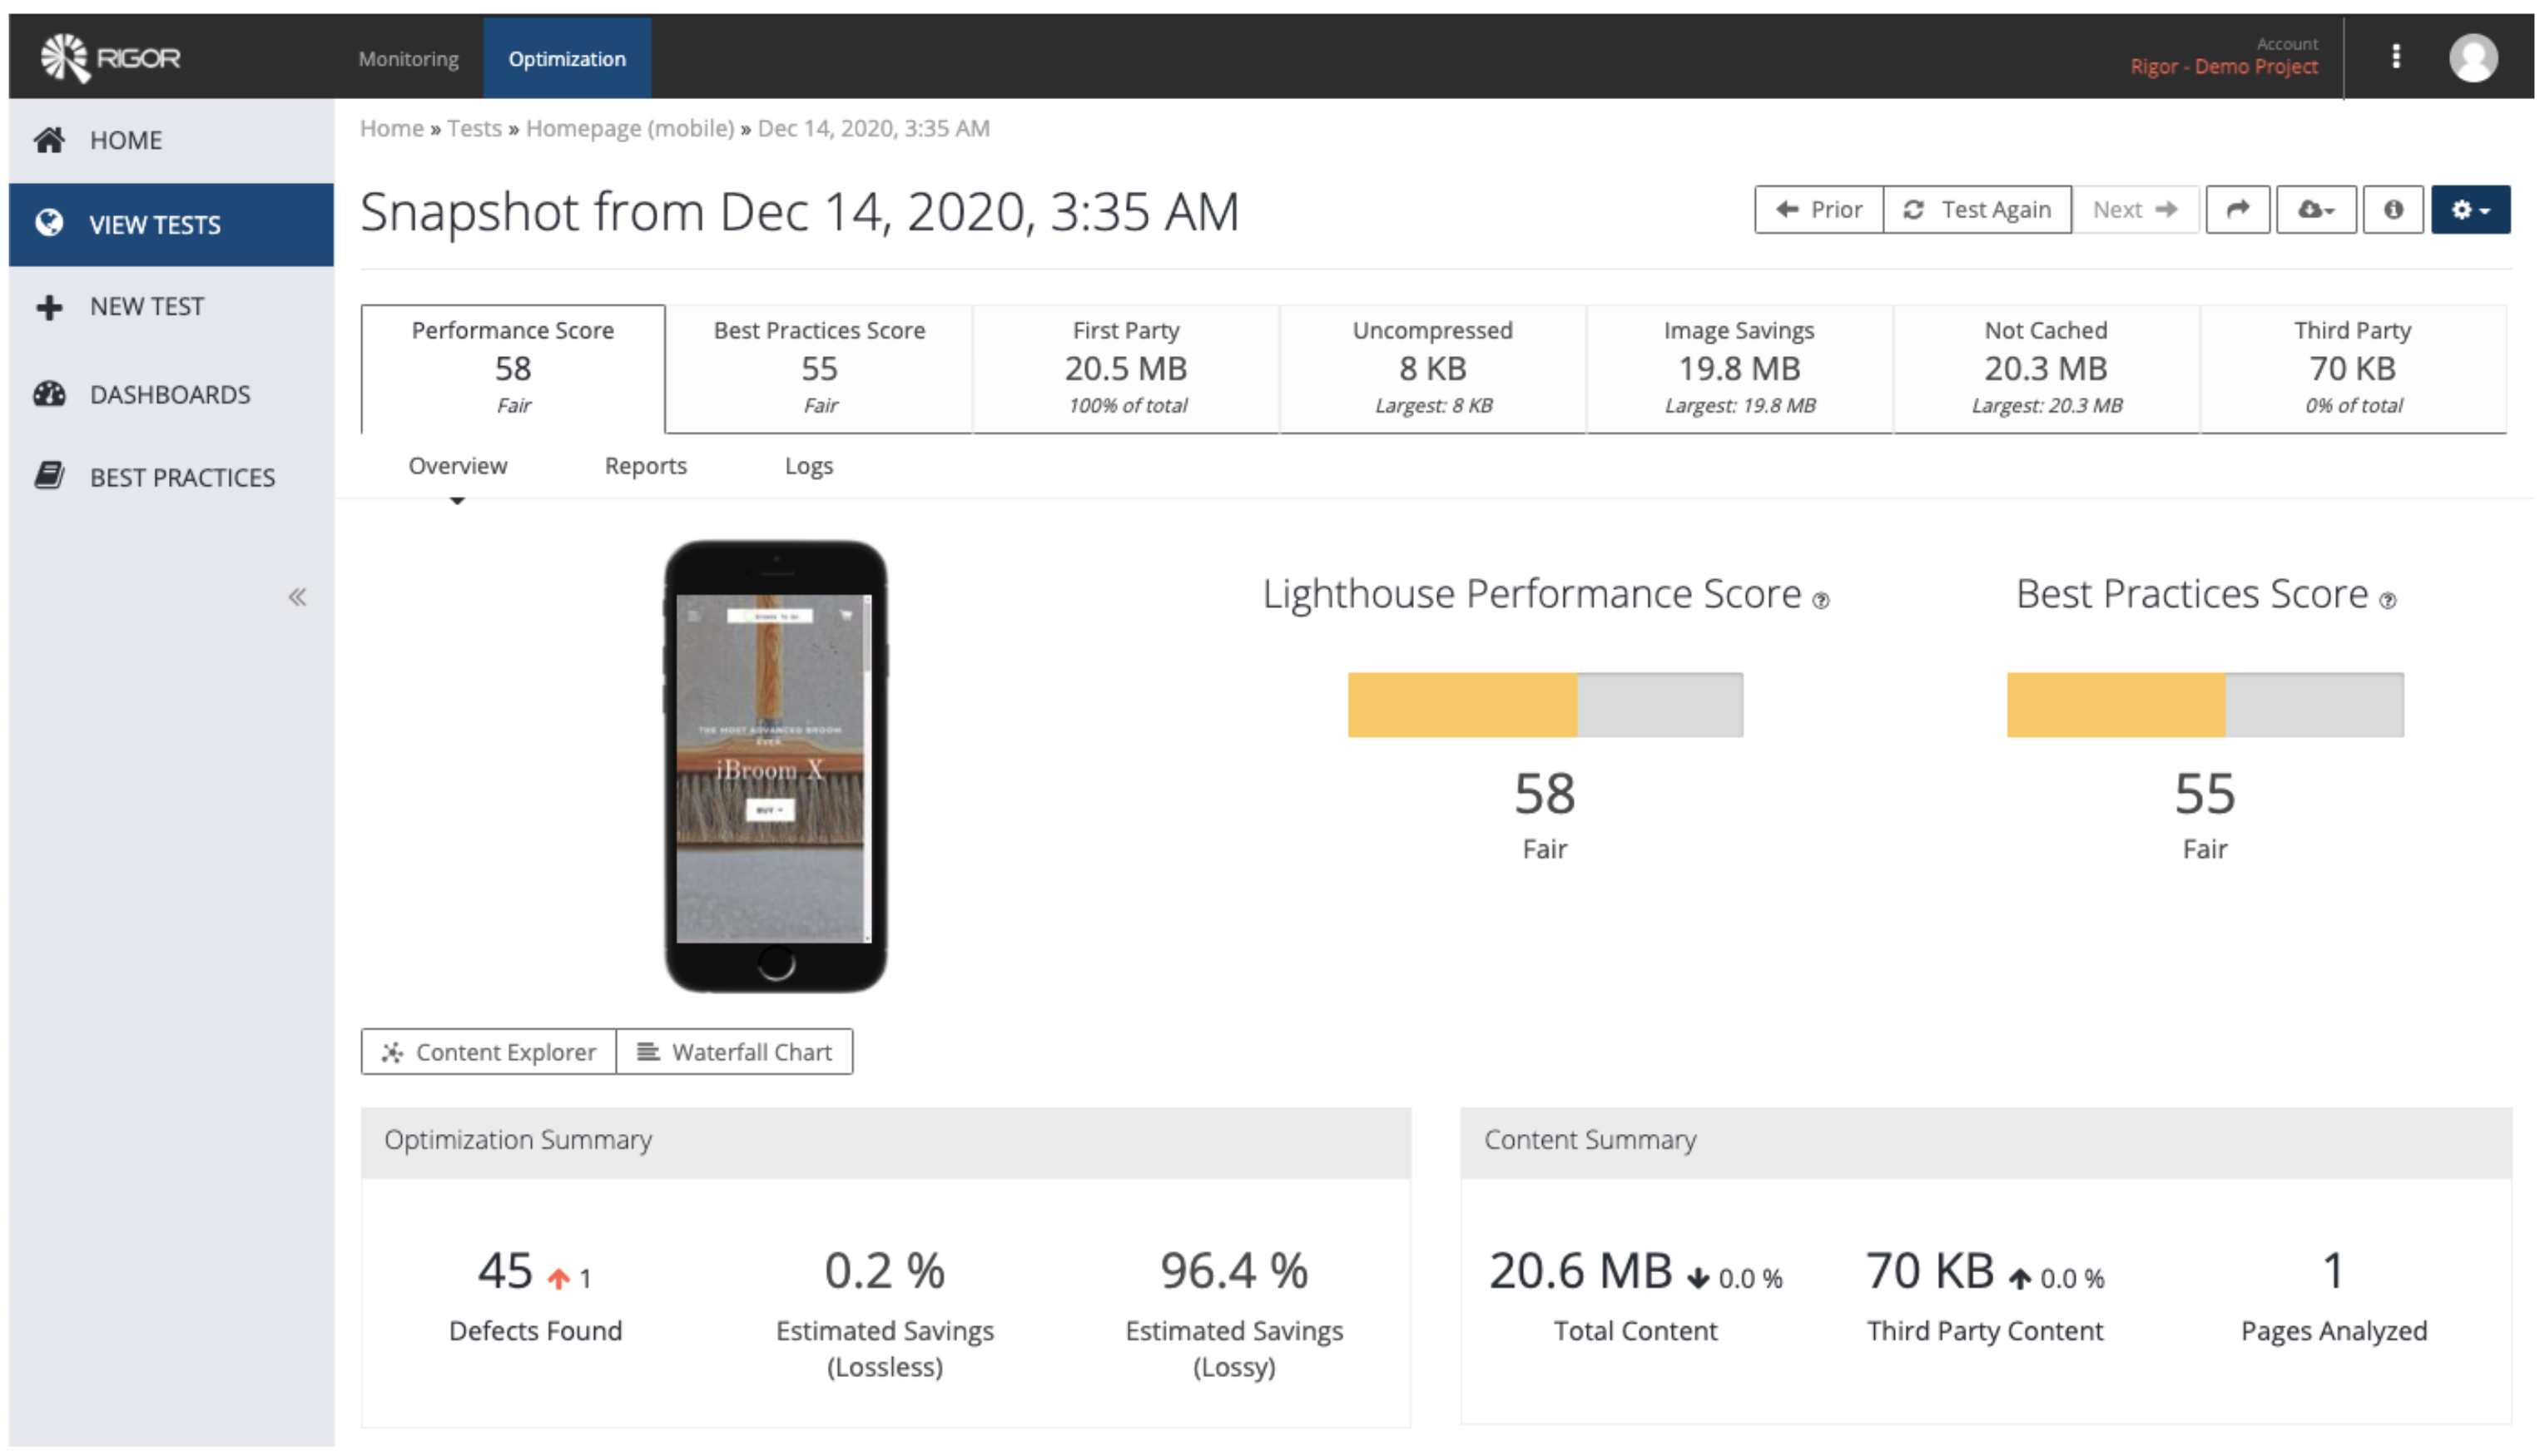 RIGOR
Monitoring
Optimization
Account
Rigor - Demo Project
HOME
VIEW TESTS
NEW TEST
DASHBOARDS
BEST PRACTICES
Home » Tests » Homepage (mobile) » Dec 14, 2020, 3:35 AM
Snapshot from Dec 14, 2020, 3:35 AM
Prior
Test Again
Next
Performance Score
58
Fair
Best Practices Score
55
Fair
First Party
20.5 MB
100% of total
Uncompressed
8 KB
Largest: 8 KB
Image Savings
19.8 MB
Largest: 19.8 MB
Not Cached
20.3 MB
Largest: 20.3 MB
Third Party
70 KB
0% of total
Overview
Reports
Logs
THE MOST ADVANCED BROOM
EVER
iBroom X
BUY
Lighthouse Performance Score
58
Fair
Best Practices Score
55
Fair
Content Explorer
Waterfall Chart
Optimization Summary
45 1
Defects Found
0.2 %
Estimated Savings
(Lossless)
96.4 %
Estimated Savings
(Lossy)
Content Summary
20.6 MB 0.0 %
Total Content
70 KB 0.0 %
Third Party Content
1
Pages Analyzed